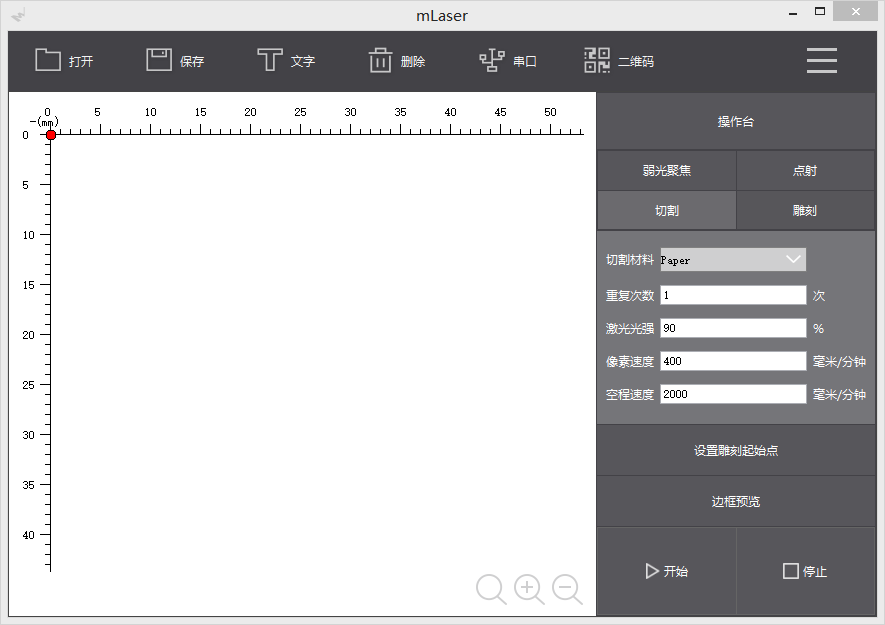 mLaser
打开 保存 文字 删除 串口 二维码
0 5 10 15 20 25 30 35 40 45 50
(mm)
0
5
10
15
20
25
30
35
40
操作台
弱光聚焦 点射
切割 雕刻
切割材料 Paper
重复次数 1 次
激光光强 90 %
像素速度 400 毫米/分钟
空程速度 2000 毫米/分钟
设置雕刻起始点
边框预览
开始 停止